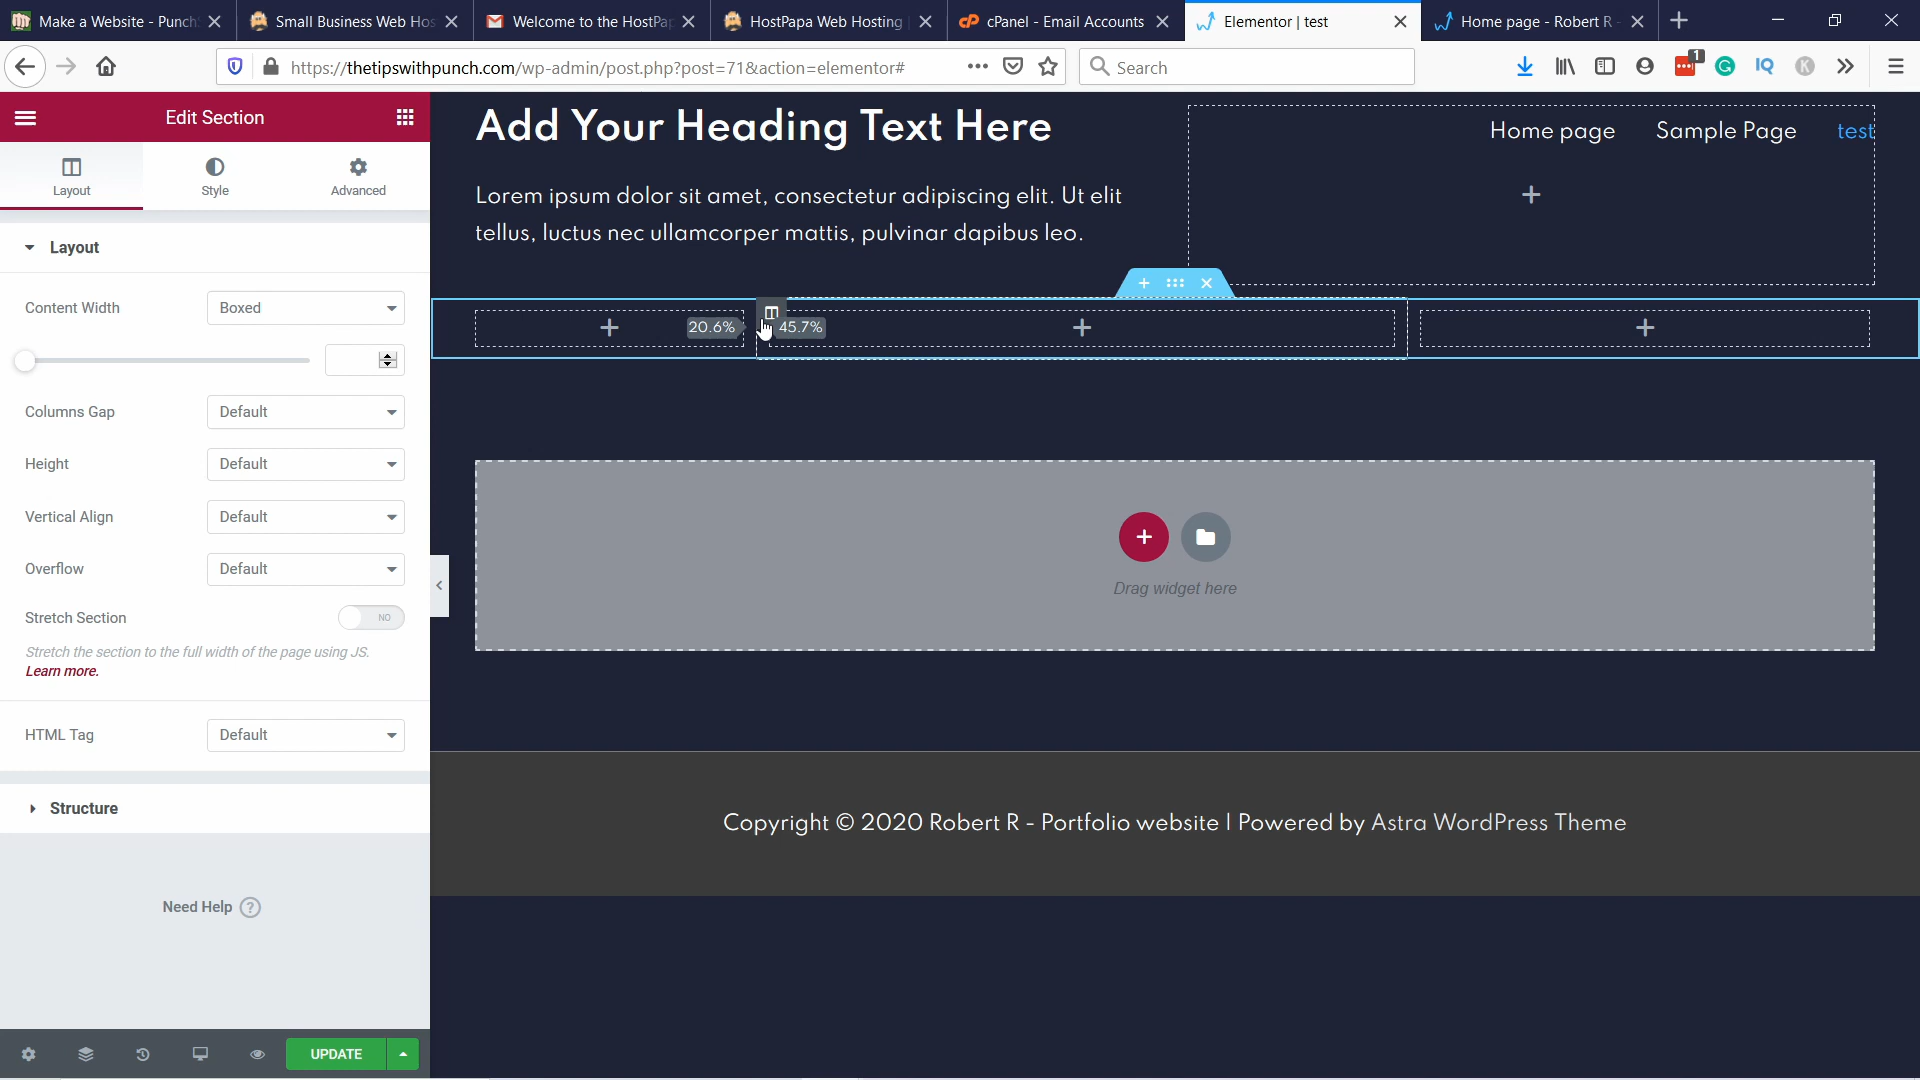 Make a Website - Punch
Small Business Web Hos
Welcome to the HostPap
HostPapa Web Hosting
cPanel - Email Accounts
Elementor | test
Home page - Robert R -
https://thetipswithpunch.com/wp-admin/post.php?post=71&action=elementor#
Search
1
IQ
K
Edit Section
Layout
Style
Advanced
Layout
Content Width
Boxed
Columns Gap
Default
Height
Default
Vertical Align
Default
Overflow
Default
Stretch Section
NO
Stretch the section to the full width of the page using JS.
Learn more.
HTML Tag
Default
Structure
Need Help
UPDATE
Add Your Heading Text Here
Home page
Sample Page
test
Lorem ipsum dolor sit amet, consectetur adipiscing elit. Ut elit
tellus, luctus nec ullamcorper mattis, pulvinar dapibus leo.
20.6%
45.7%
Drag widget here
Copyright © 2020 Robert R - Portfolio website | Powered by Astra WordPress Theme